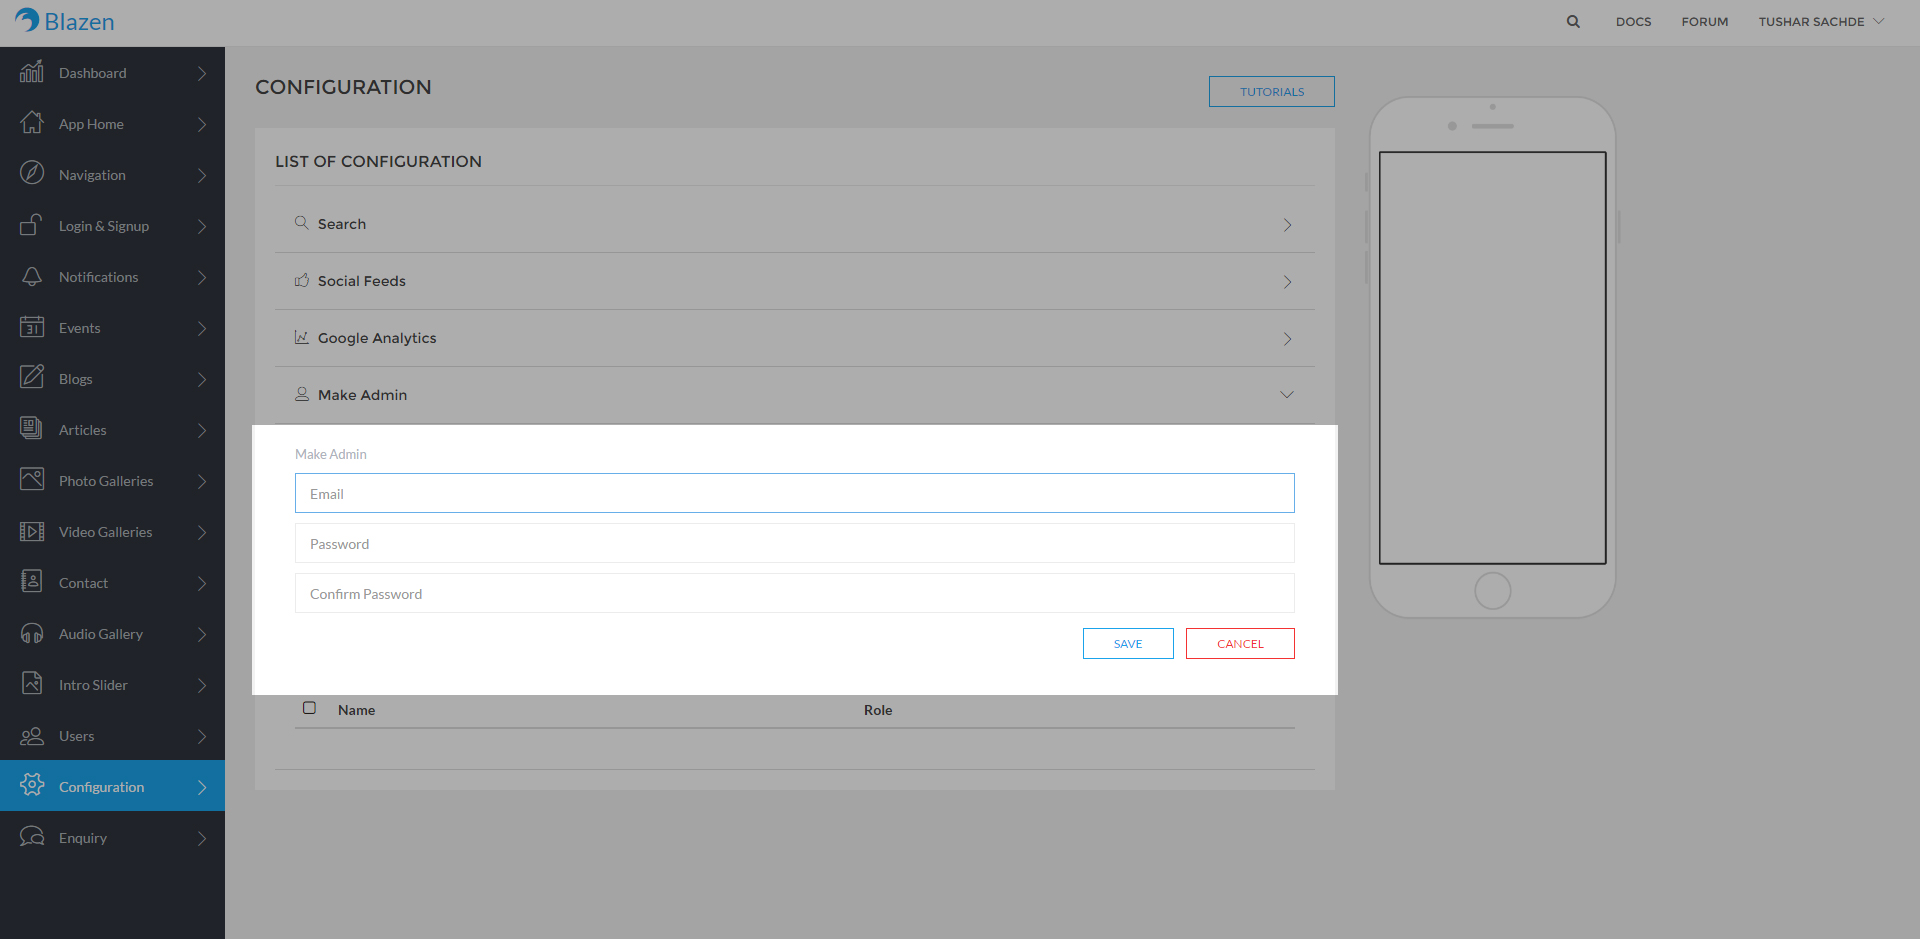 Blazen
DOCS
FORUM
TUSHAR SACHDE
Dashboard
App Home
Navigation
Login & Signup
Notifications
31
Events
Blogs
Articles
Photo Galleries
Video Galleries
Contact
Audio Gallery
Intro Slider
Users
Configuration
Enquiry
CONFIGURATION
TUTORIALS
LIST OF CONFIGURATION
Search
Social Feeds
Google Analytics
Make Admin
Make Admin
Email
Password
Confirm Password
SAVE
CANCEL
Name
Role